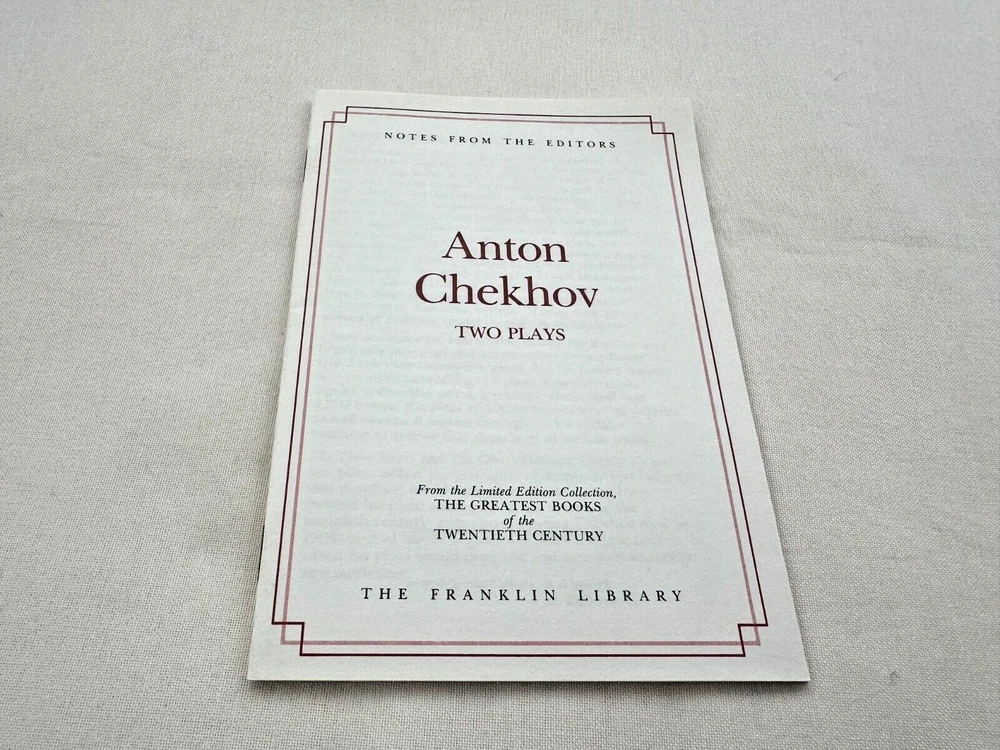 NOTES FROM THE EDITORS
Anton
Chekhov
TWO PLAYS
From the Limited Edition Collection,
THE GREATEST BOOKS
of the
TWENTIETH CENTURY
THE FRANKLIN LIBRARY